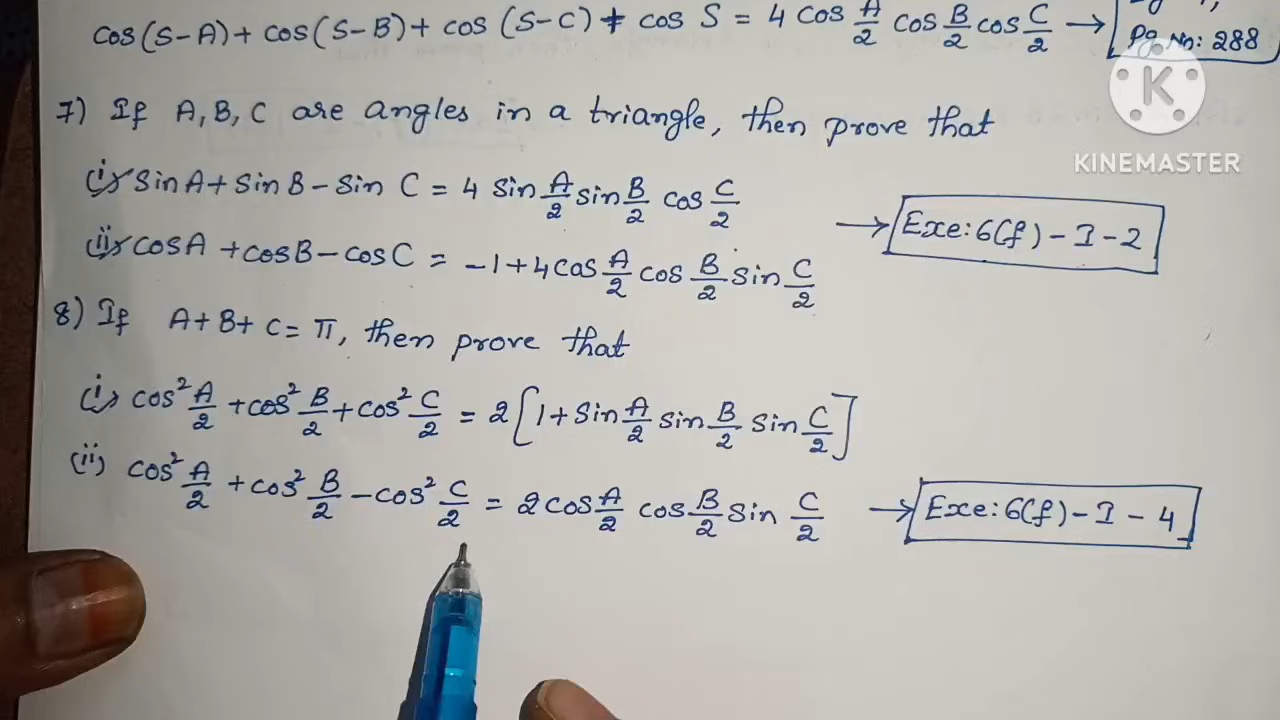 cos(S-A) + cos(S-B) + cos(S-C) + cos S = 4 cos A/2 cos B/2 cos C/2 →
Pg No: 288
K
KINEMASTER
7) If A, B, C are angles in a triangle, then prove that
(i) sin A + sin B - sin C = 4 sin A/2 sin B/2 cos C/2
(ii) cos A + cos B - cos C = -1 + 4 cos A/2 cos B/2 sin C/2
→ Exe: 6(f) - I - 2
8) If A + B + C = π, then prove that
(i) cos² A/2 + cos² B/2 + cos² C/2 = 2 [1 + sin A/2 sin B/2 sin C/2]
(ii) cos² A/2 + cos² B/2 - cos² C/2 = 2 cos A/2 cos B/2 sin C/2 → Exe: 6(f) - I - 4